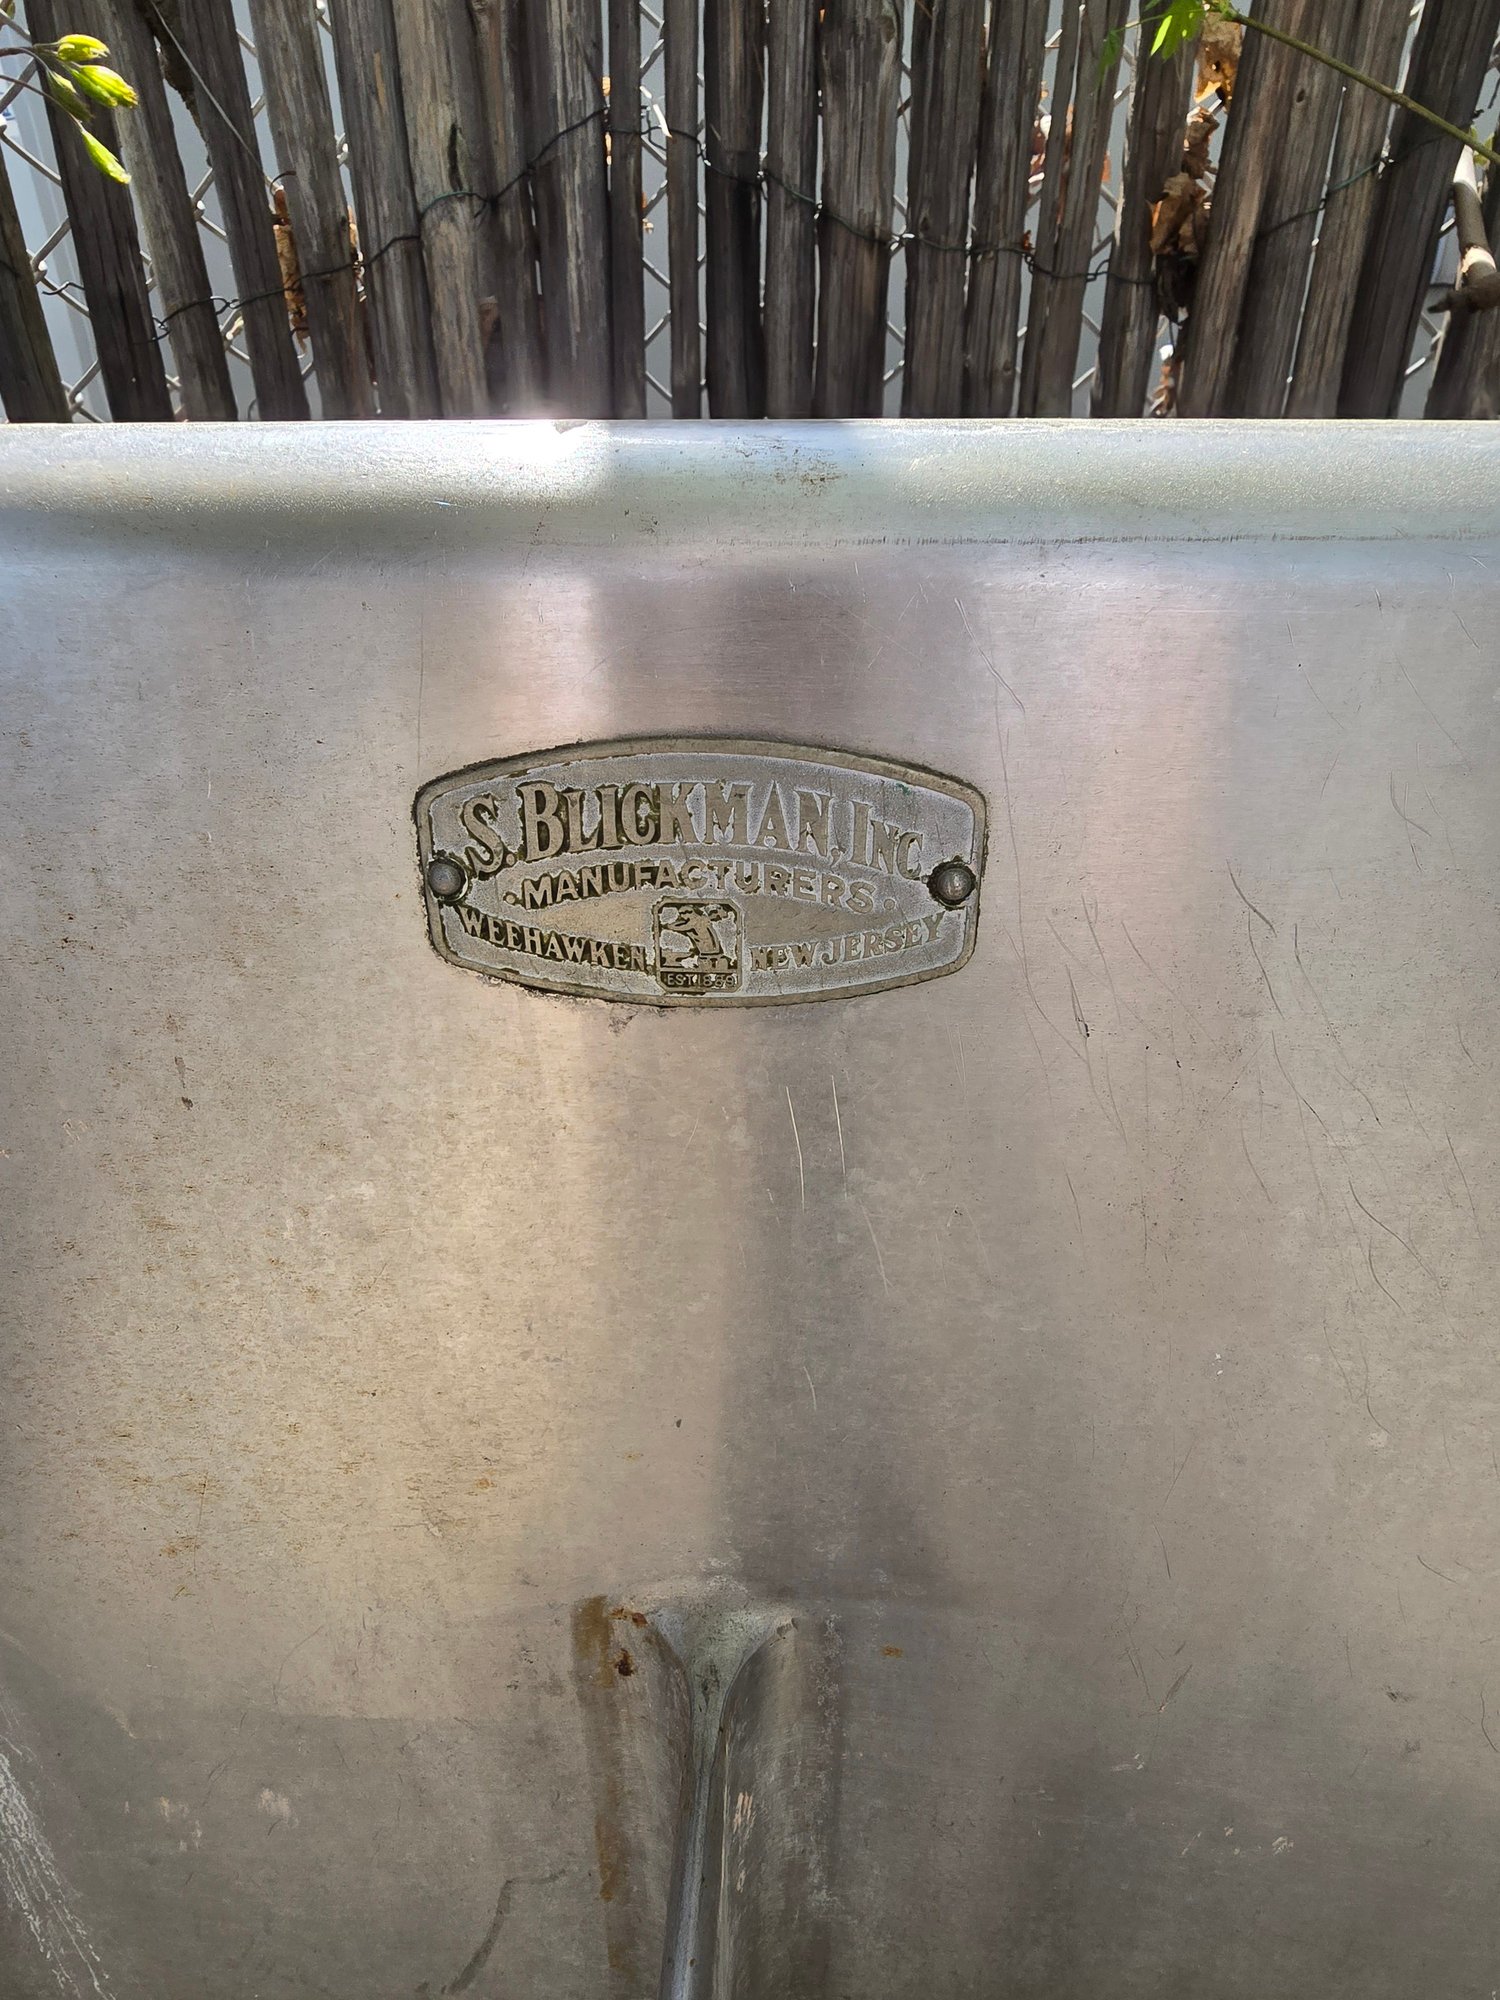 S. BLICKMAN, INC.
· MANUFACTURERS ·
WEEHAWKEN NEW JERSEY
EST. 1889